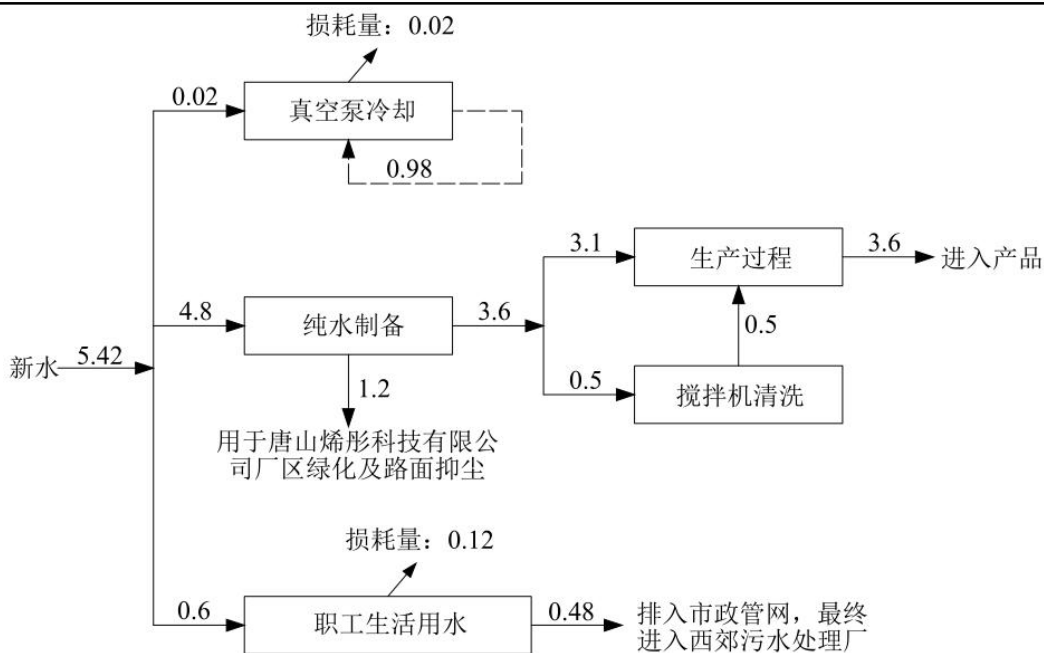 损耗量：0.02
0.02
真空泵冷却
0.98
3.1
生产过程
3.6
进入产品
4.8
纯水制备
3.6
0.5
新水
5.42
1.2
0.5
搅拌机清洗
用于唐山烯彤科技有限公
司厂区绿化及路面抑尘
损耗量：0.12
0.6
职工生活用水
0.48
排入市政管网，最终
进入西郊污水处理厂